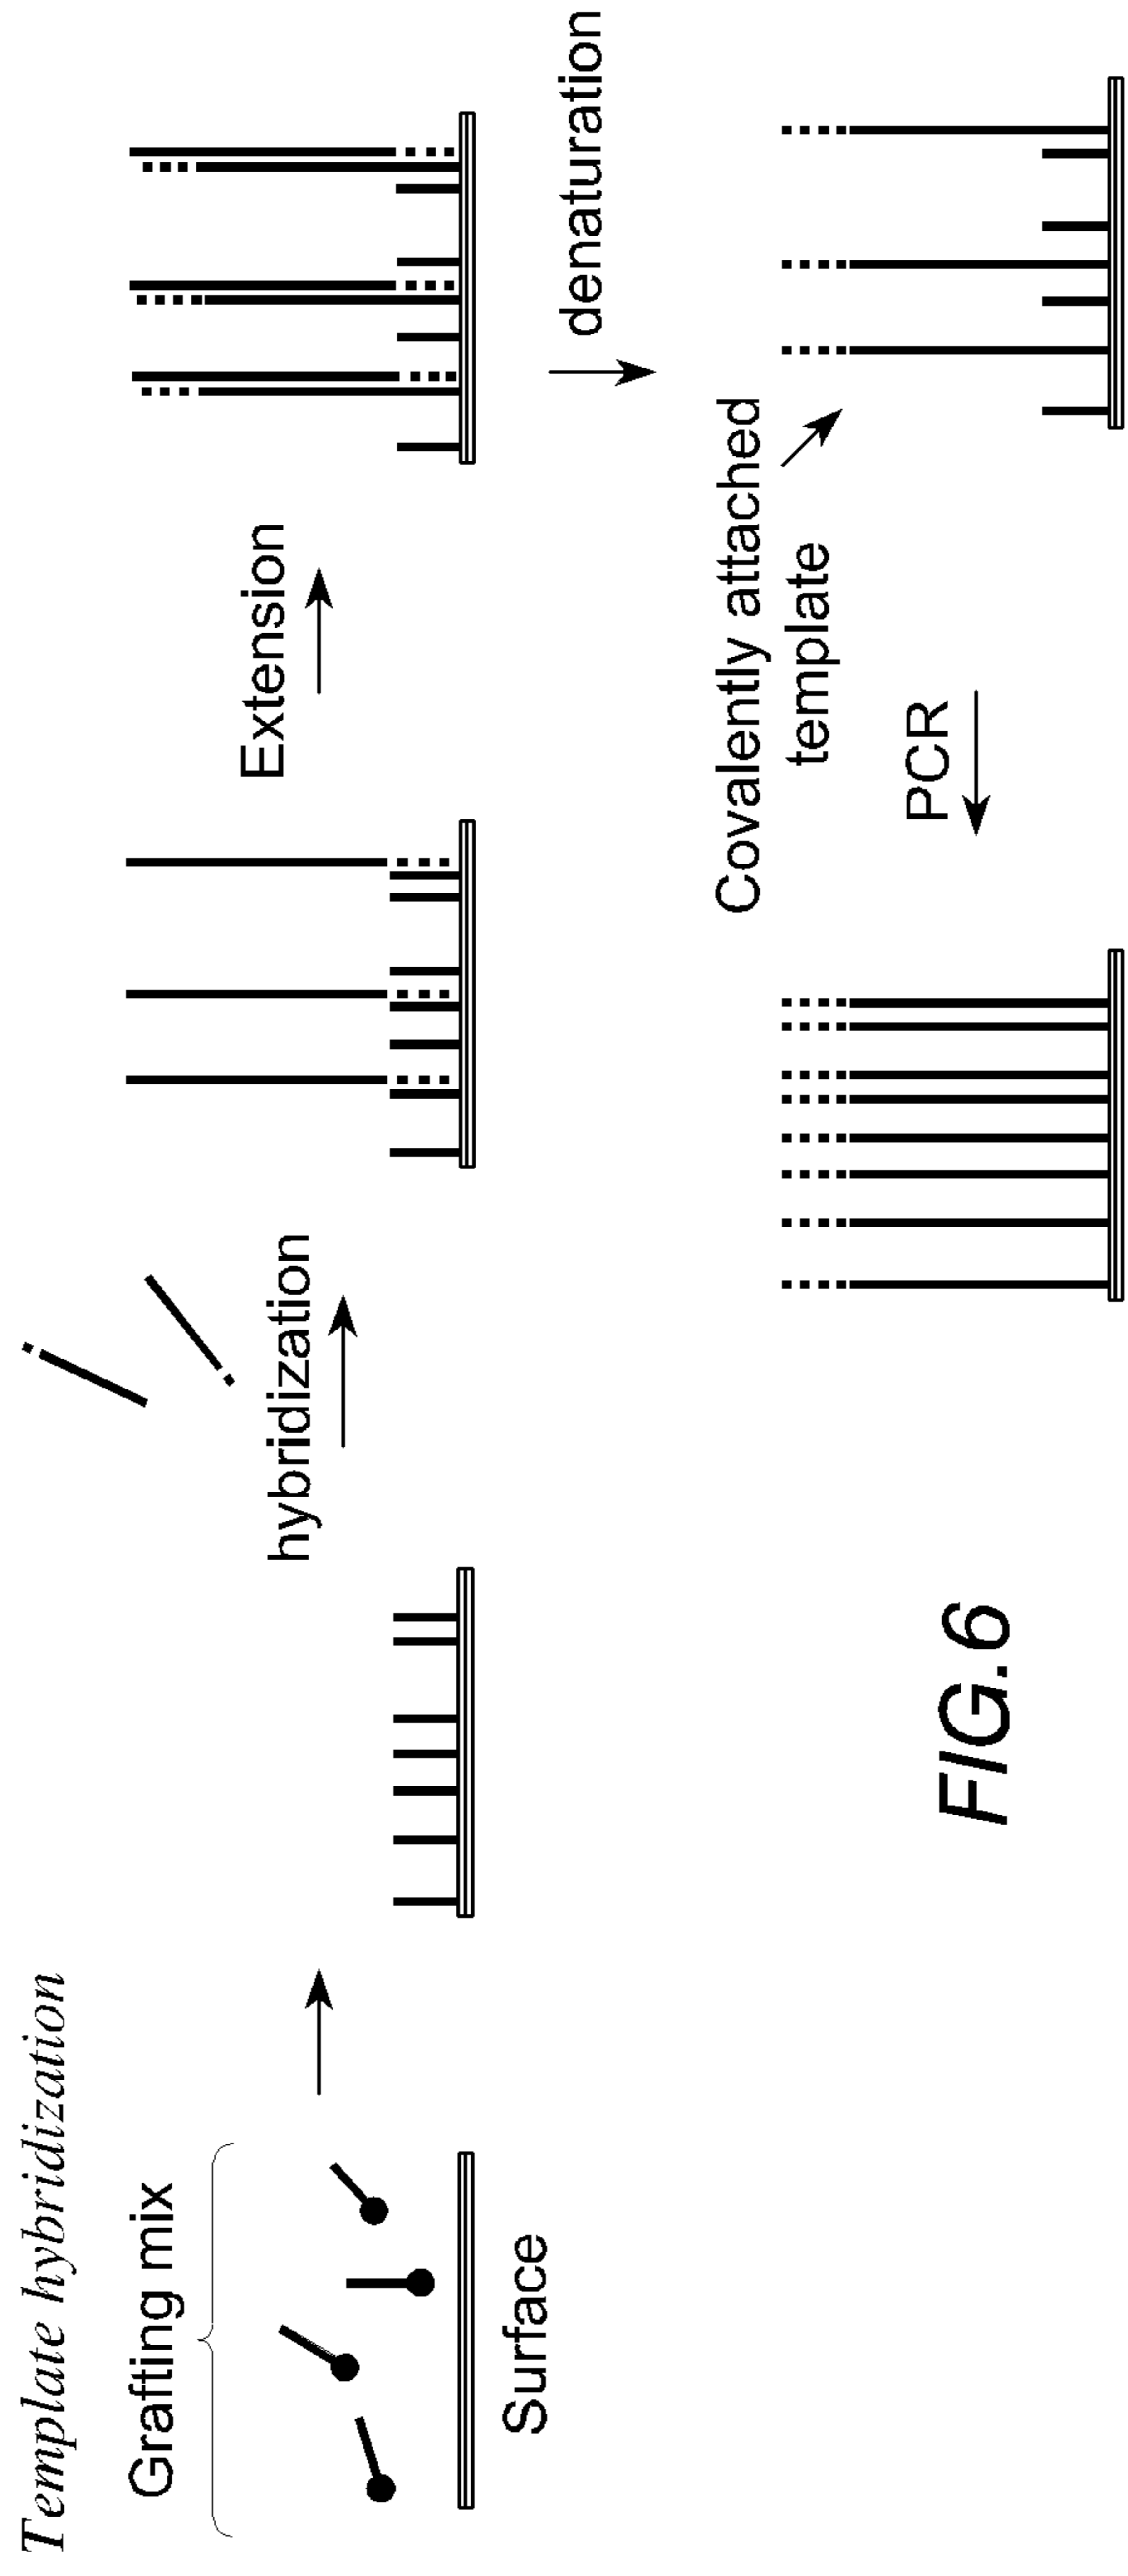 Template hybridization
Grafting mix
Surface
hybridization
Extension
denaturation
Covalently attached
template
PCR
FIG.6